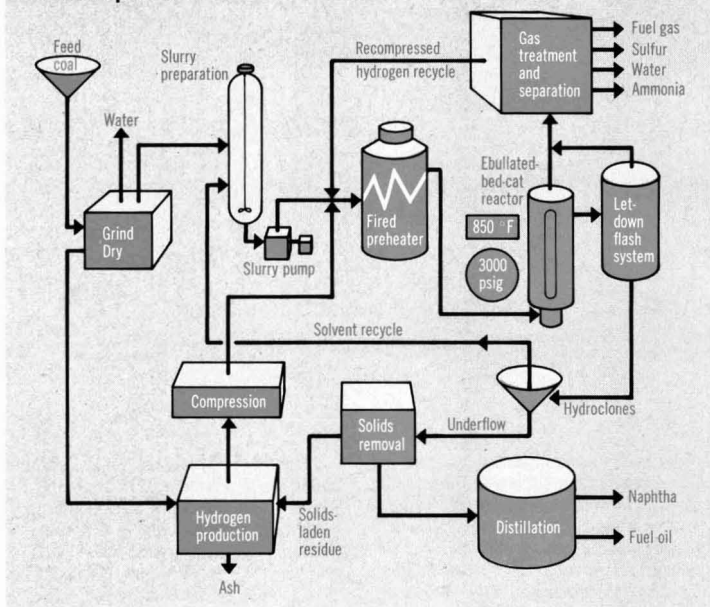 Feed
coal
Slurry
preparation
Recompressed
hydrogen recycle
Gas
treatment
and
separation
Fuel gas
Sulfur
Water
Ammonia
Water
Grind
Dry
Fired
preheater
Ebullated-
bed-cat
reactor
850 °F
3000
psig
Let-
down
flash
system
Slurry pump
Solvent recycle
Compression
Solids
removal
Underflow
Hydroclones
Hydrogen
production
Solids-
laden
residue
Distillation
Naphtha
Fuel oil
Ash